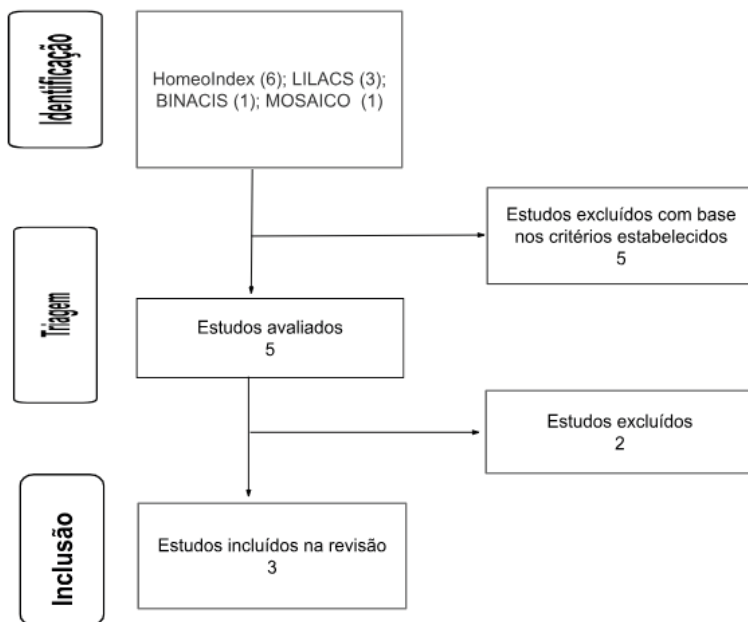 Identificação
HomeoIndex (6); LILACS (3);
BINACIS (1); MOSAICO (1)
Estudos excluídos com base
nos critérios estabelecidos
5
Triagem
Estudos avaliados
5
Estudos excluídos
2
Inclusão
Estudos incluídos na revisão
3